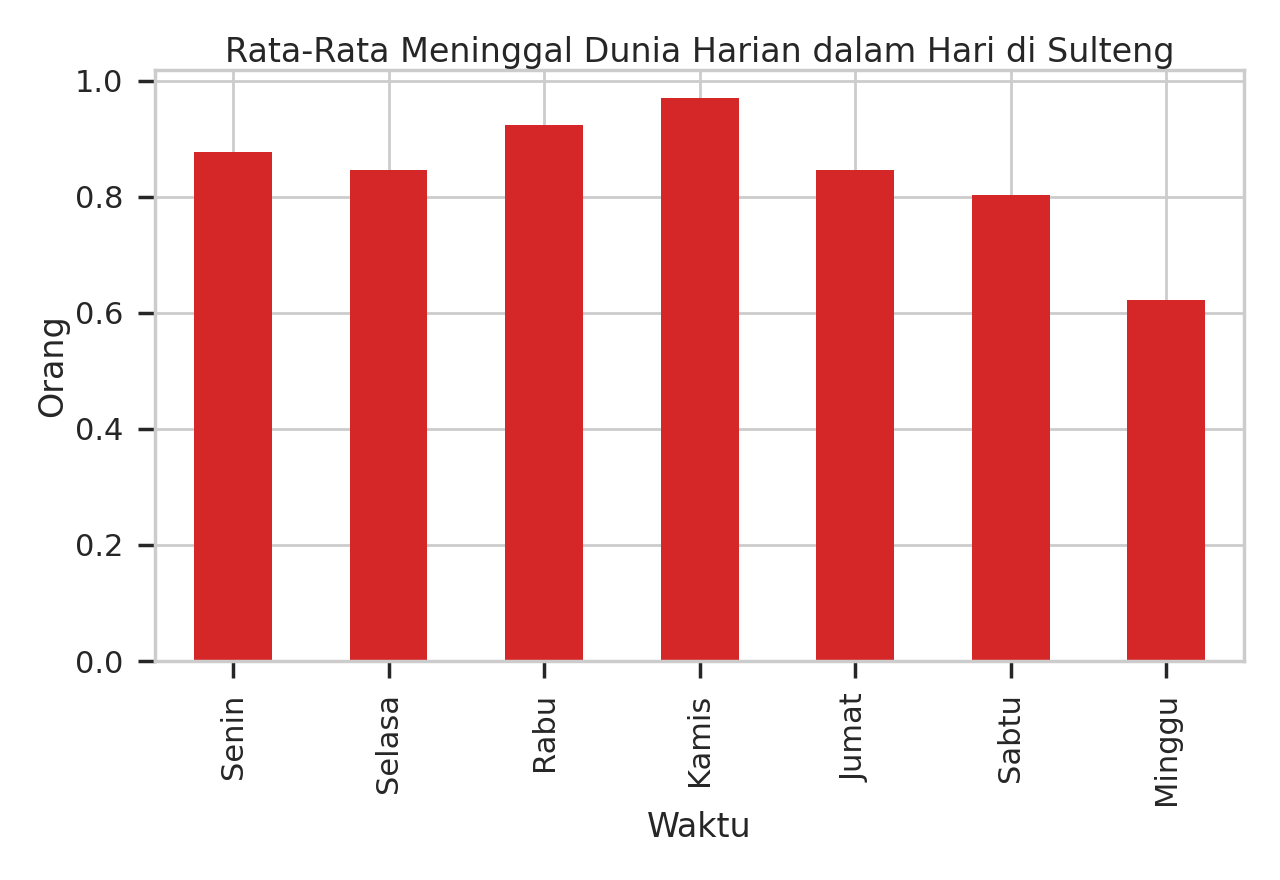 Rata-Rata Meninggal Dunia Harian dalam Hari di Sulteng
1.0
0.8
0.6
0.4
0.2
0.0
Orang
Senin
Selasa
Rabu
Kamis
Jumat
Sabtu
Minggu
Waktu